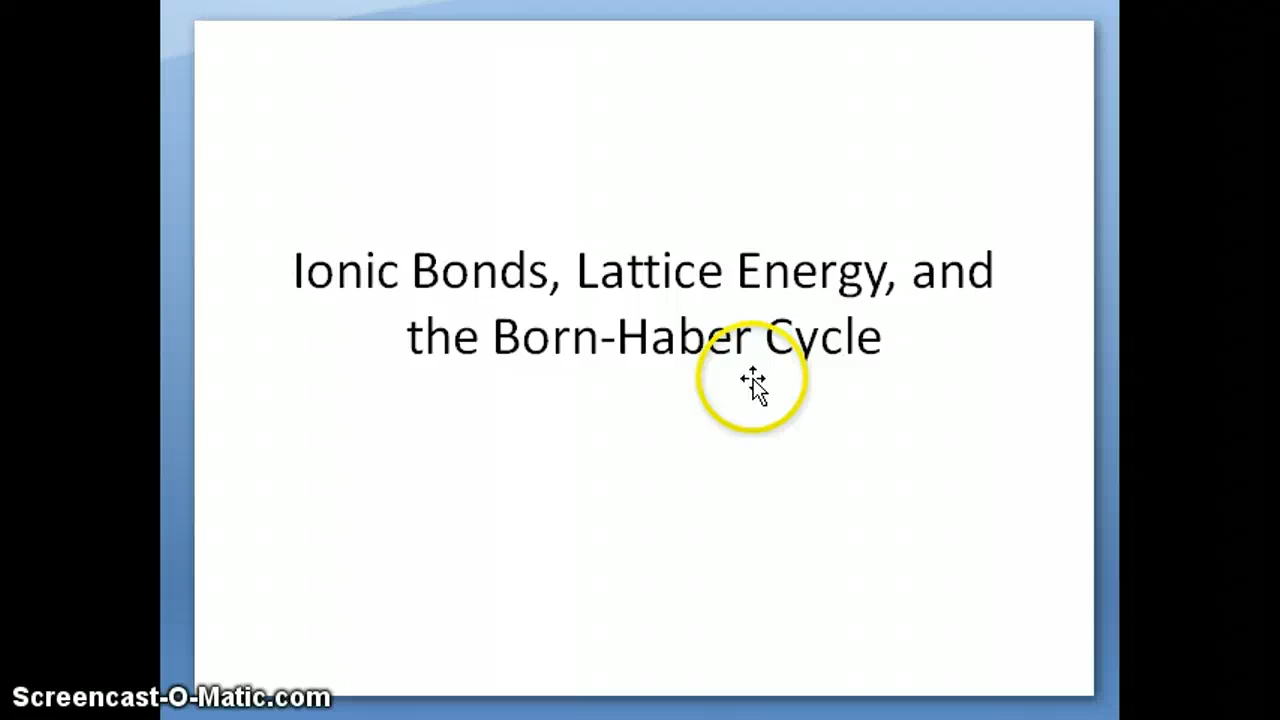 Ionic Bonds, Lattice Energy, and
the Born-Haber Cycle
Screencast-O-Matic.com